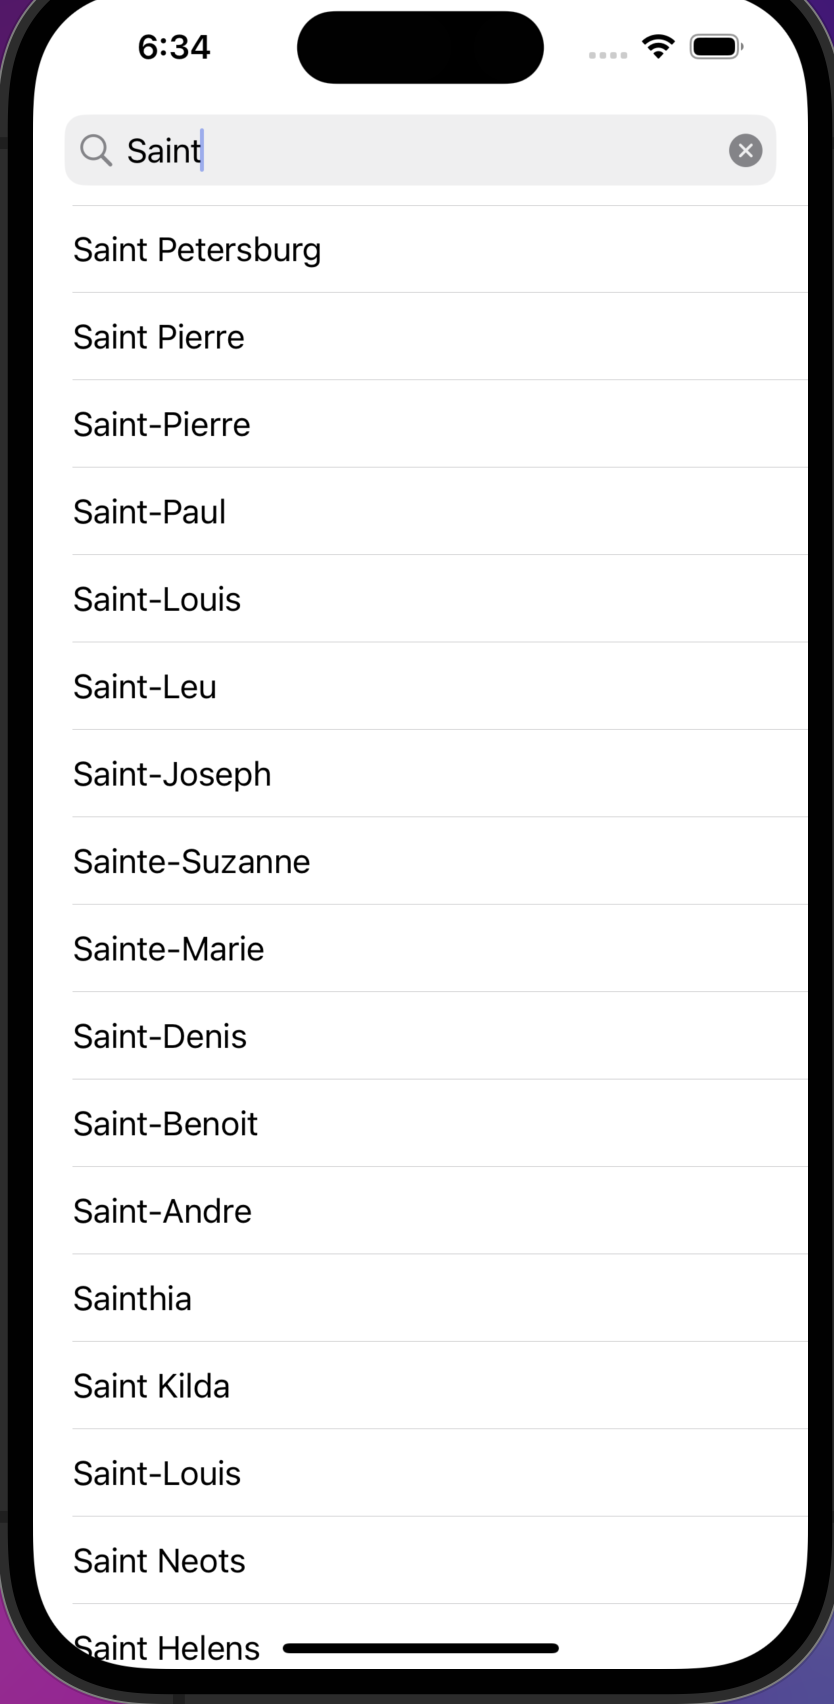 6:34
Saint
Saint Petersburg
Saint Pierre
Saint-Pierre
Saint-Paul
Saint-Louis
Saint-Leu
Saint-Joseph
Sainte-Suzanne
Sainte-Marie
Saint-Denis
Saint-Benoit
Saint-Andre
Sainthia
Saint Kilda
Saint-Louis
Saint Neots
Saint Helens